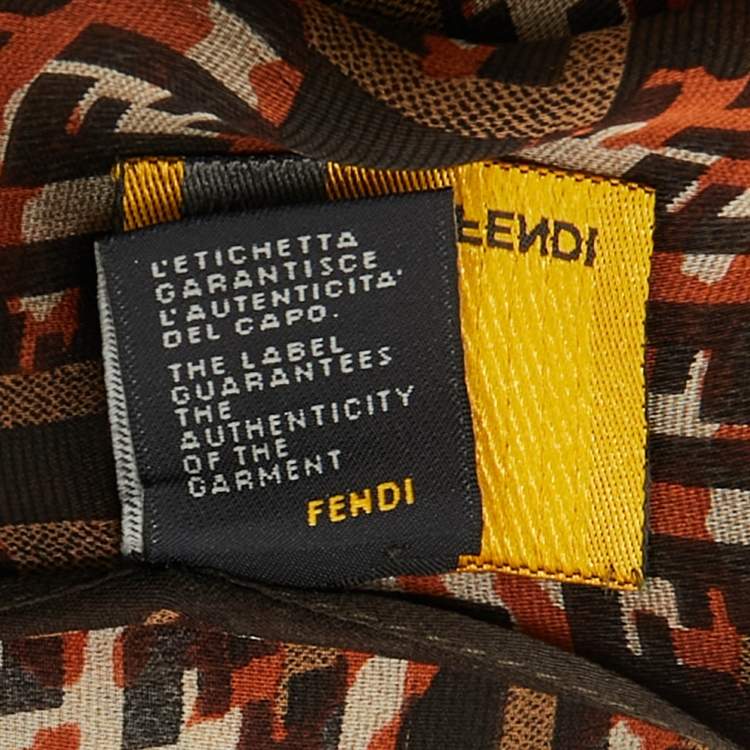 L'ETICHETTA
GARANTISCE
L'AUTENTICITA'
DEL CAPO.
THE LABEL
GUARANTEES
THE
AUTHENTICITY
OF THE
GARMENT
FENDI
FENDI